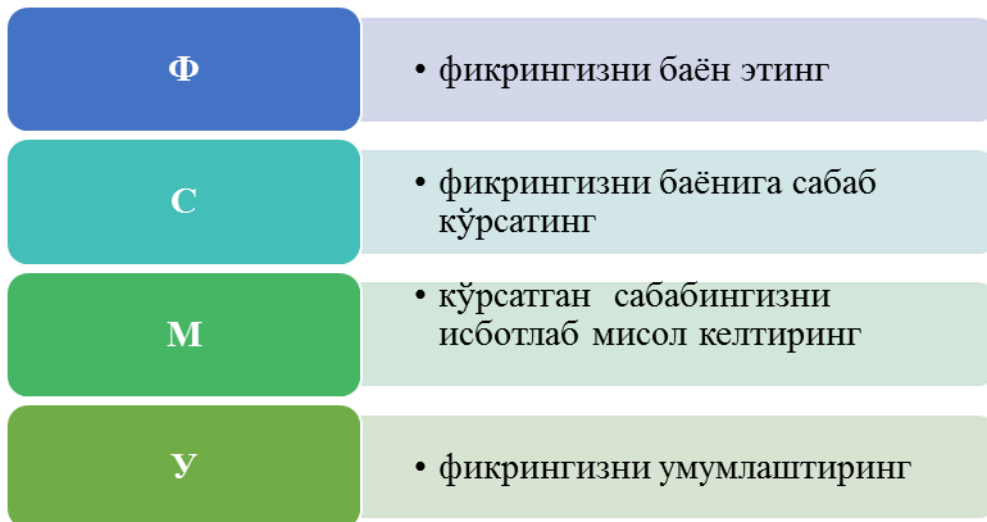 Ф
• фикрингизни баён этинг
С
• фикрингизни баёнига сабаб
кўрсатинг
М
• кўрсатган сабабингизни
исботлаб мисол келтиринг
У
• фикрингизни умумлаштиринг